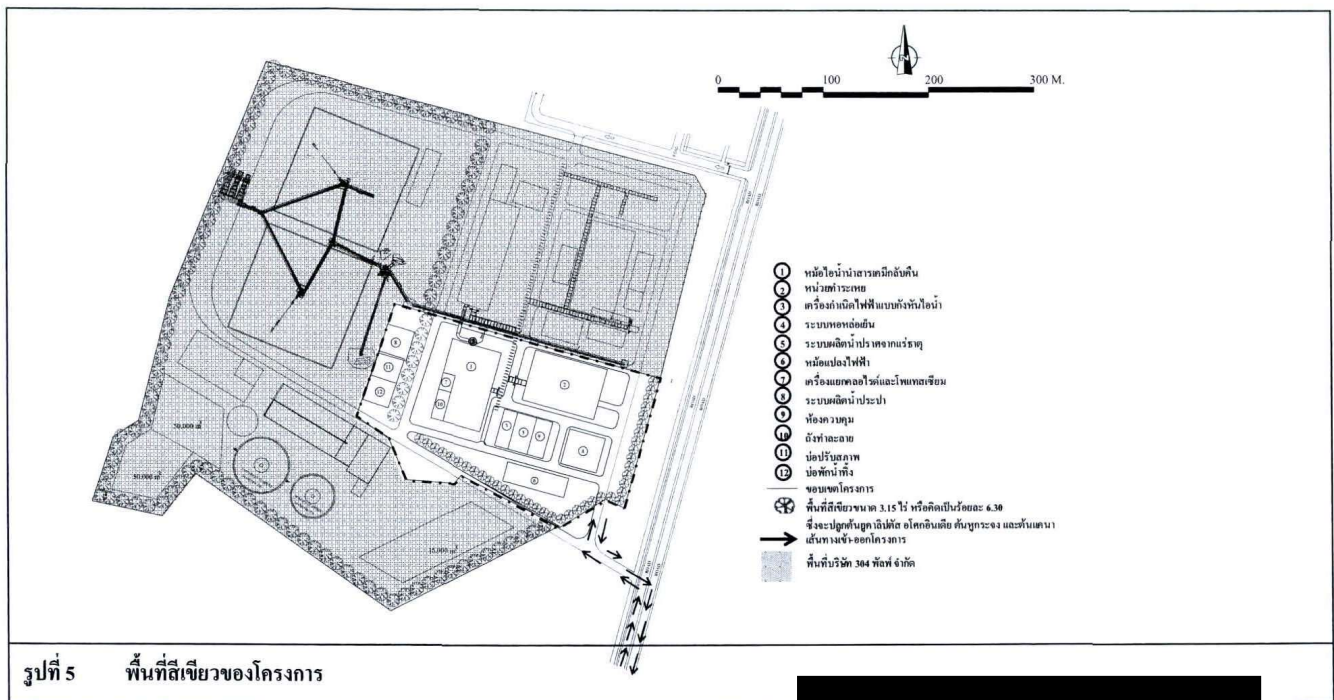 N
0 100 200 300 M.
① หม้อไอน้ำนำสารเคมีกลับคืน
② หน่วยทำระเหย
③ เครื่องกำเนิดไฟฟ้าแบบกังหันไอน้ำ
④ ระบบหอหล่อเย็น
⑤ ระบบผลิตน้ำปราศจากแร่ธาตุ
⑥ หม้อแปลงไฟฟ้า
⑦ เครื่องแยกคลอไรด์และโพแทสเซียม
⑧ ระบบผลิตน้ำประปา
⑨ ห้องควบคุม
⑩ ถังทำละลาย
⑪ บ่อปรับสภาพ
⑫ บ่อพักน้ำทิ้ง
ขอบเขตโครงการ
พื้นที่สีเขียวขนาด 3.15 ไร่ หรือคิดเป็นร้อยละ 6.30
ซึ่งจะปลูกต้นยูคาลิปตัส อโศกอินเดีย ต้นหูกระจง และต้นแคนา
เส้นทางเข้า-ออกโครงการ
พื้นที่บริษัท 304 พัลพ์ จำกัด
50,000 m²
50,000 m²
15,000 m²
รูปที่ 5 พื้นที่สีเขียวของโครงการ